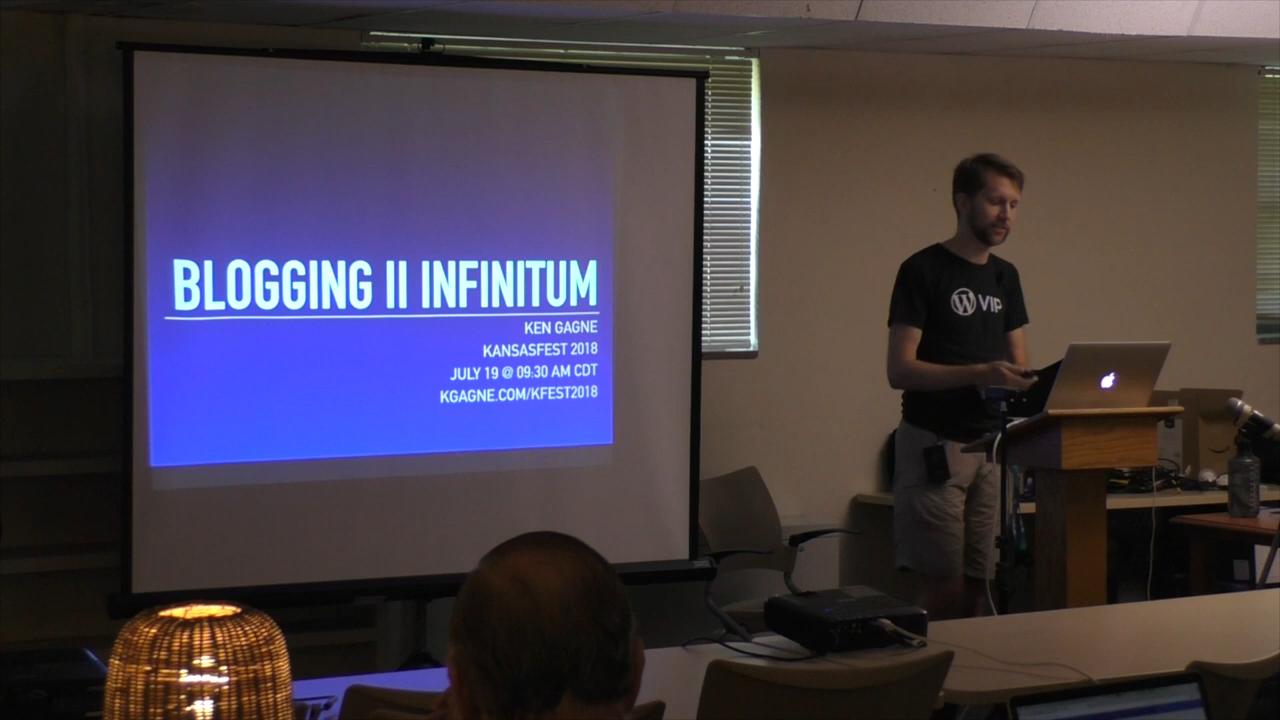 BLOGGING II INFINITUM
KEN GAGNE
KANSASFEST 2018
JULY 19 @ 09:30 AM CDT
KGAGNE.COM/KFEST2018
VIP